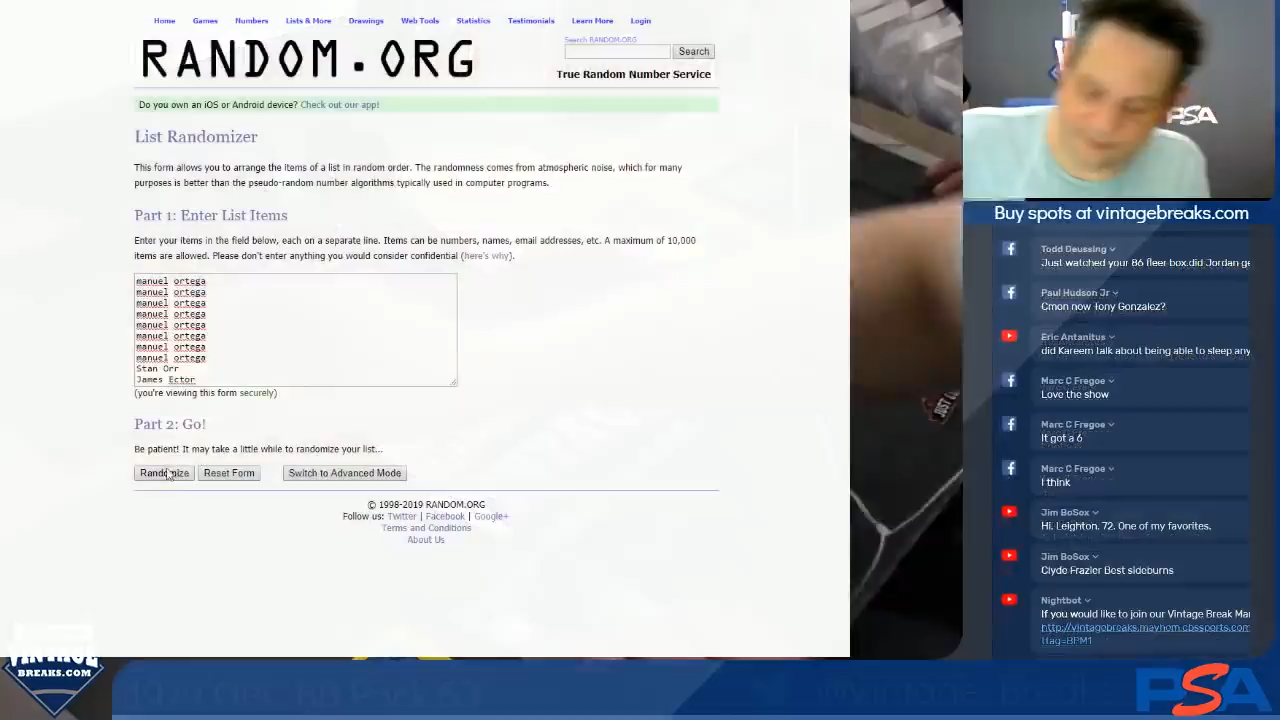 Home Games Numbers Lists & More Drawings Web Tools Statistics Testimonials Learn More Login
RANDOM.ORG
Search RANDOM.ORG
Search
True Random Number Service
Do you own an iOS or Android device? Check out our app!
List Randomizer
This form allows you to arrange the items of a list in random order. The randomness comes from atmospheric noise, which for many
purposes is better than the pseudo-random number algorithms typically used in computer programs.
Part 1: Enter List Items
Enter your items in the field below, each on a separate line. Items can be numbers, names, email addresses, etc. A maximum of 10,000
items are allowed. Please don't enter anything you would consider confidential (here's why).
manuel ortega
manuel ortega
manuel ortega
manuel ortega
manuel ortega
manuel ortega
manuel ortega
manuel ortega
Stan Orr
James Ector
(you're viewing this form securely)
Part 2: Go!
Be patient! It may take a little while to randomize your list...
Randomize Reset Form Switch to Advanced Mode
© 1998-2019 RANDOM.ORG
Follow us: Twitter | Facebook | Google+
Terms and Conditions
About Us
PSA
Buy spots at vintagebreaks.com
Todd Deussing
Just watched your 86 fleer box.did Jordan ge
Paul Hudson Jr
Cmon now Tony Gonzalez?
Eric Antanitus
did Kareem talk about being able to sleep any
Marc C Fregoe
Love the show
Marc C Fregoe
It got a 6
Marc C Fregoe
I think
Jim BoSox
Hi. Leighton. 72. One of my favorites.
Jim BoSox
Clyde Frazier Best sideburns
Nightbot
If you would like to join our Vintage Break Mar
http://vintagebreaks.mayhem.cbssports.com
!tag=BPM1
JUST
VINTAGE
BREAKS.COM
PSA